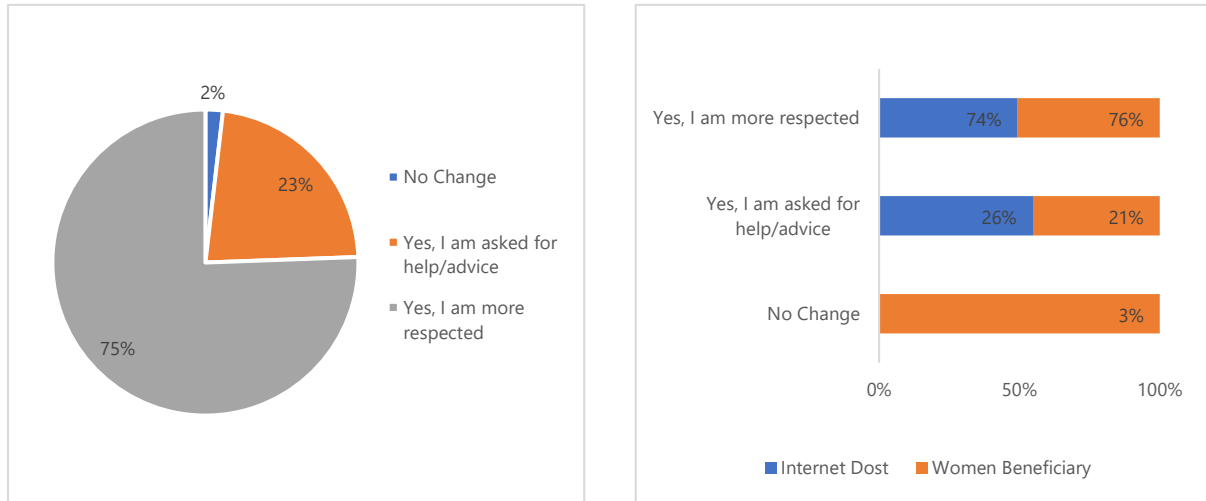 2%
23%
75%
No Change
Yes, I am asked for
help/advice
Yes, I am more
respected
Yes, I am more respected
74%
76%
Yes, I am asked for
help/advice
26%
21%
No Change
3%
0%
50%
100%
Internet Dost
Women Beneficiary